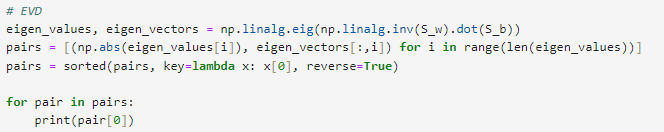 # EVD
eigen_values, eigen_vectors = np.linalg.eig(np.linalg.inv(S_w).dot(S_b))
pairs = [(np.abs(eigen_values[i]), eigen_vectors[:,i]) for i in range(len(eigen_values))]
pairs = sorted(pairs, key=lambda x: x[0], reverse=True)
for pair in pairs:
    print(pair[0])